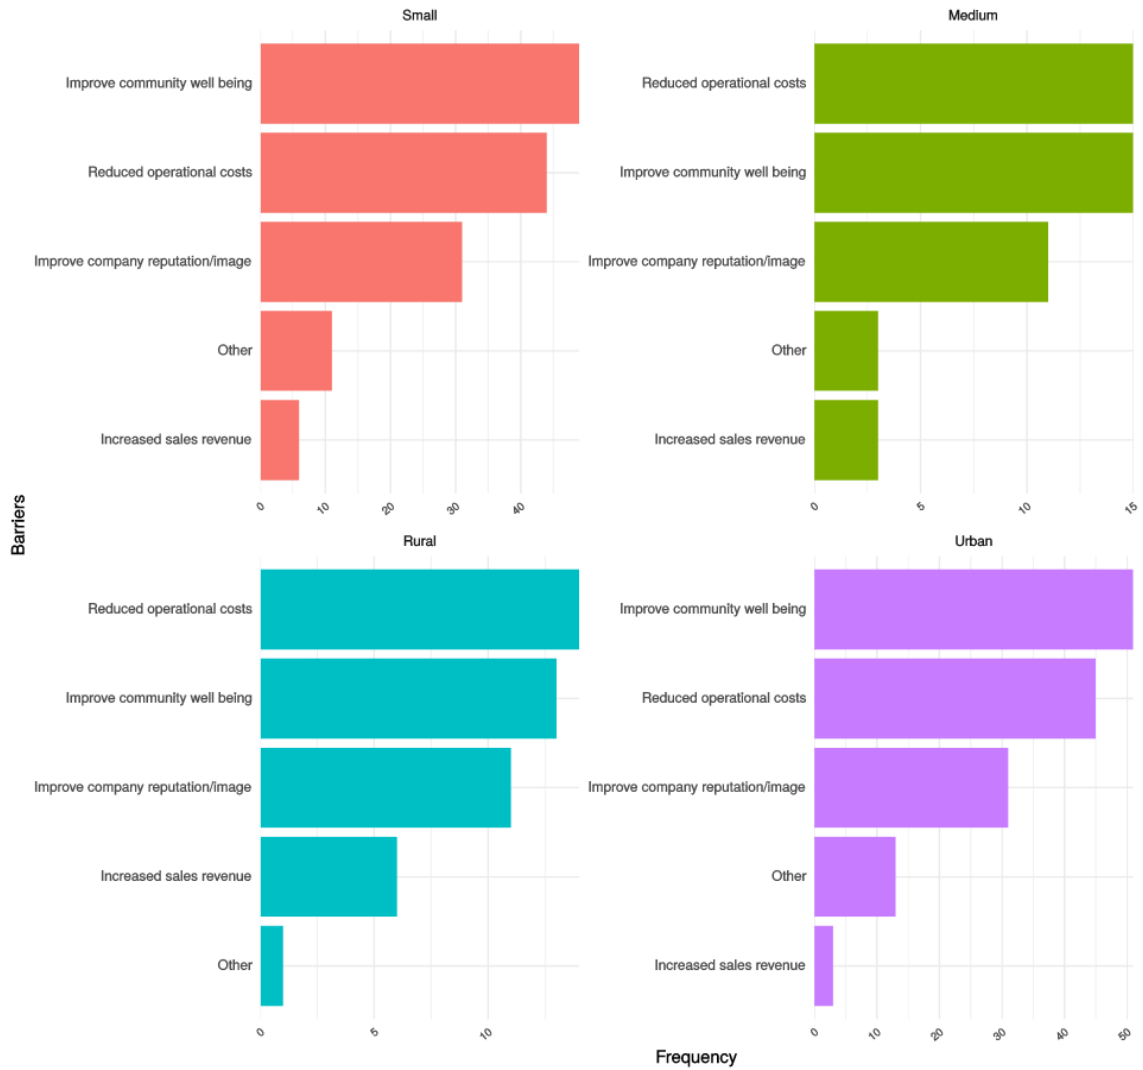 Small
Improve community well being
Reduced operational costs
Improve company reputation/image
Other
Increased sales revenue
0 10 20 30 40
Medium
Reduced operational costs
Improve community well being
Improve company reputation/image
Other
Increased sales revenue
0 5 10 15
Barriers
Rural
Reduced operational costs
Improve community well being
Improve company reputation/image
Increased sales revenue
Other
0 5 10
Urban
Improve community well being
Reduced operational costs
Improve company reputation/image
Other
Increased sales revenue
0 10 20 30 40 50
Frequency